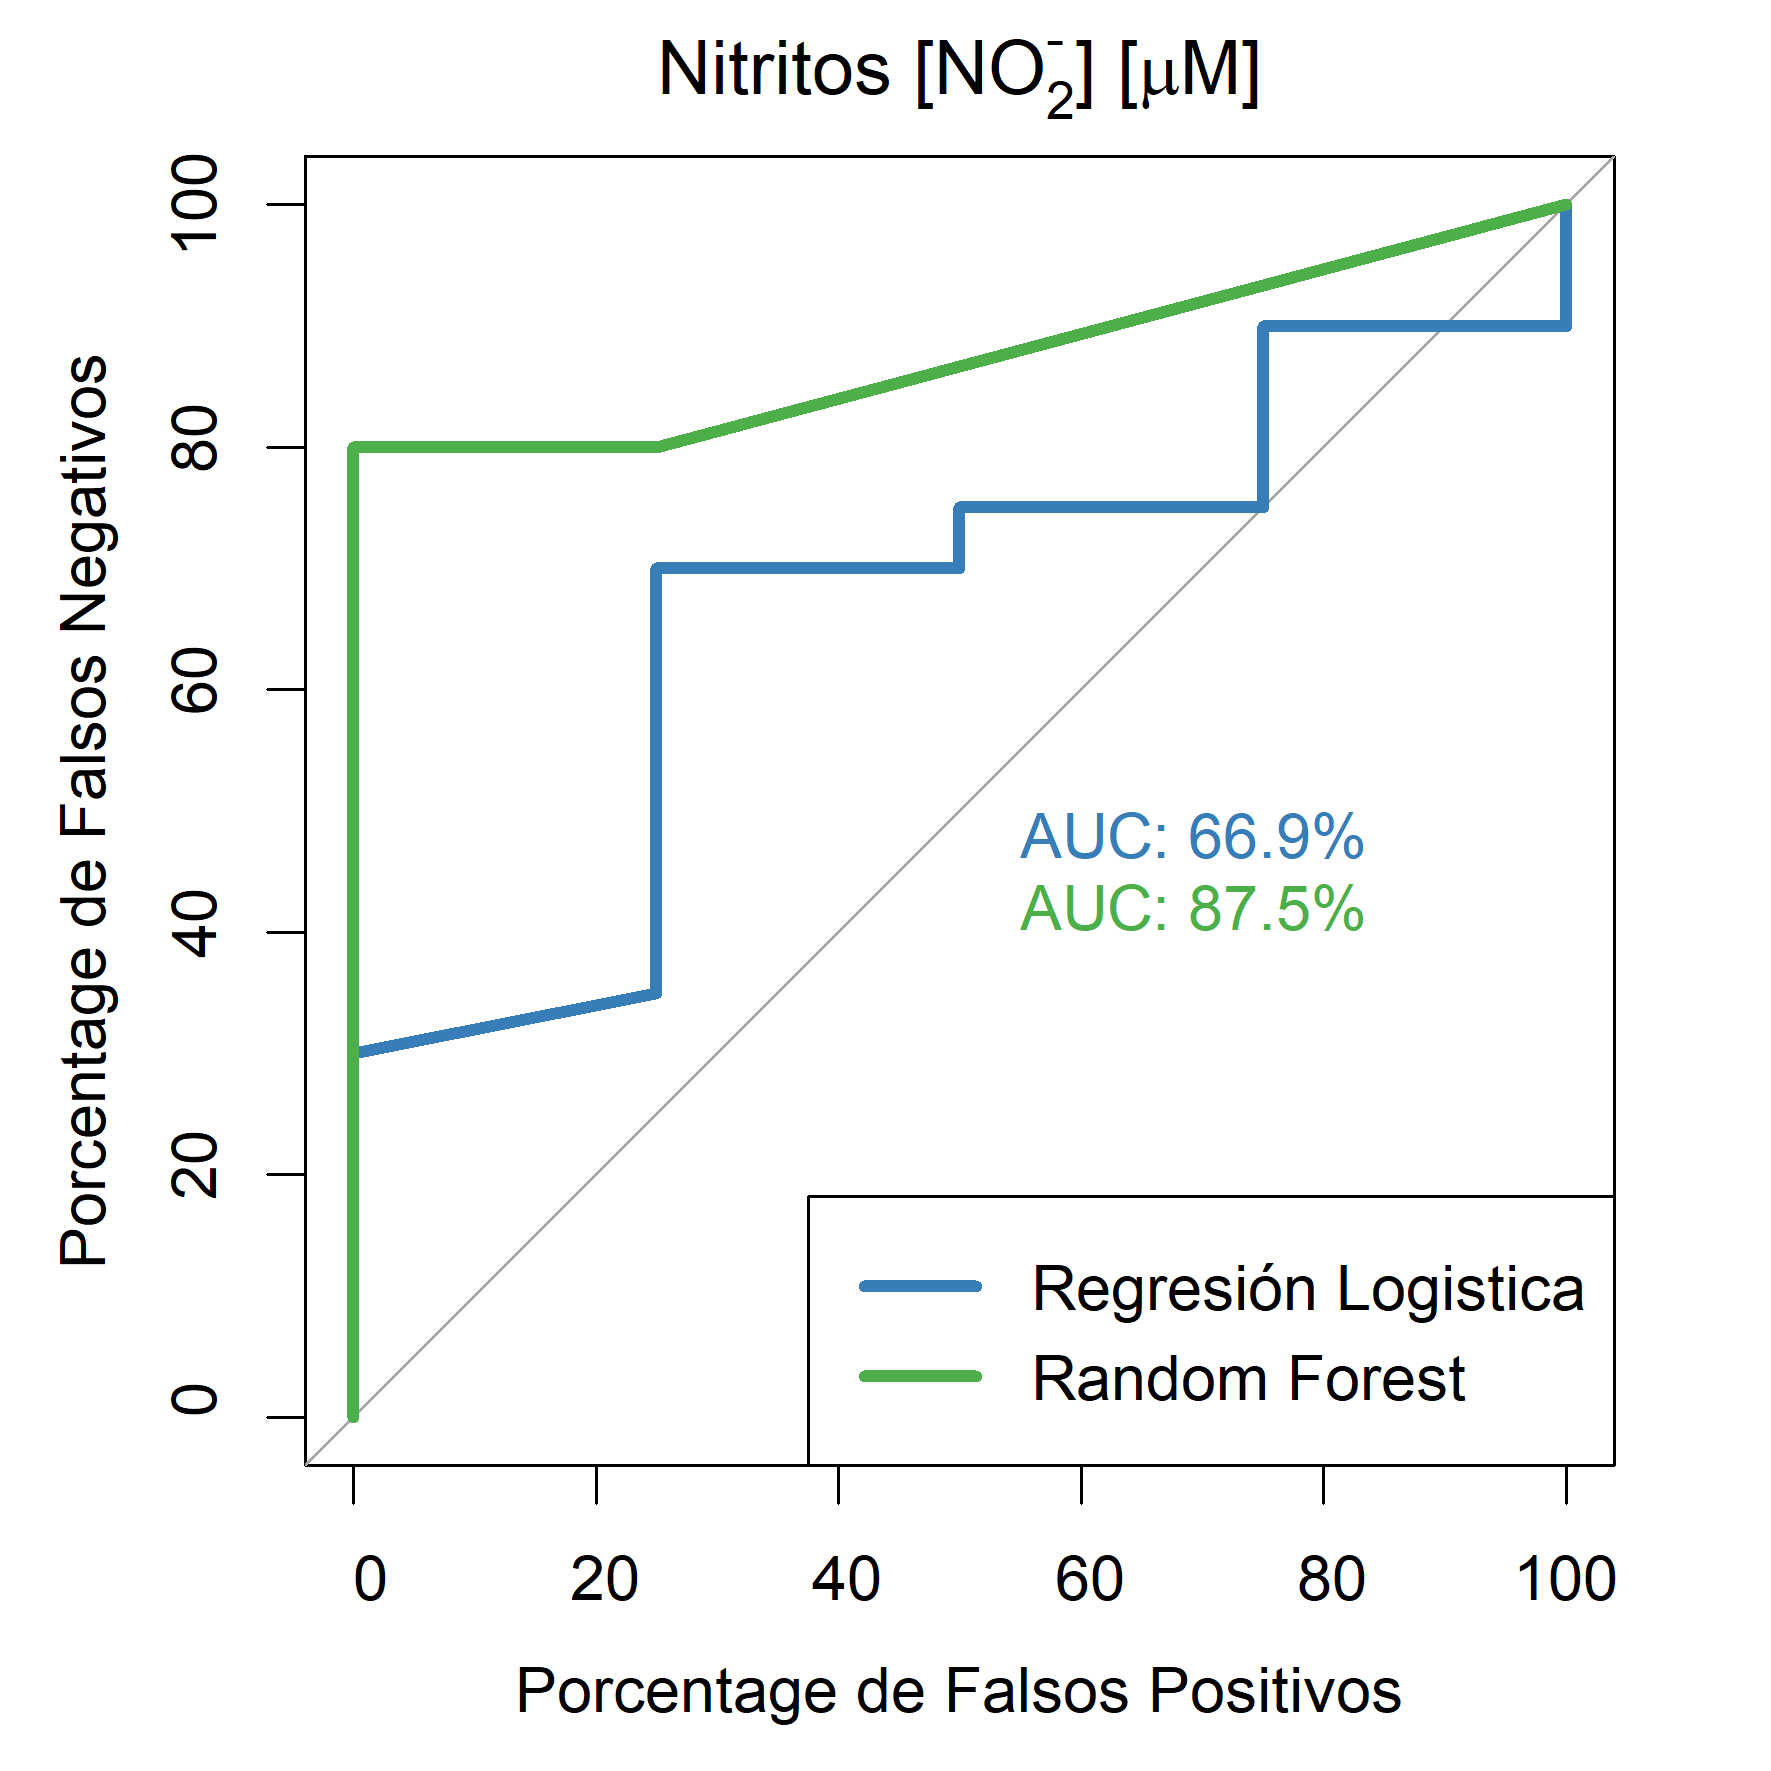 Nitritos [NO₂⁻] [μM]
Porcentage de Falsos Negativos
100
80
60
40
20
0
AUC: 66.9%
AUC: 87.5%
Regresión Logistica
Random Forest
0 20 40 60 80 100
Porcentage de Falsos Positivos